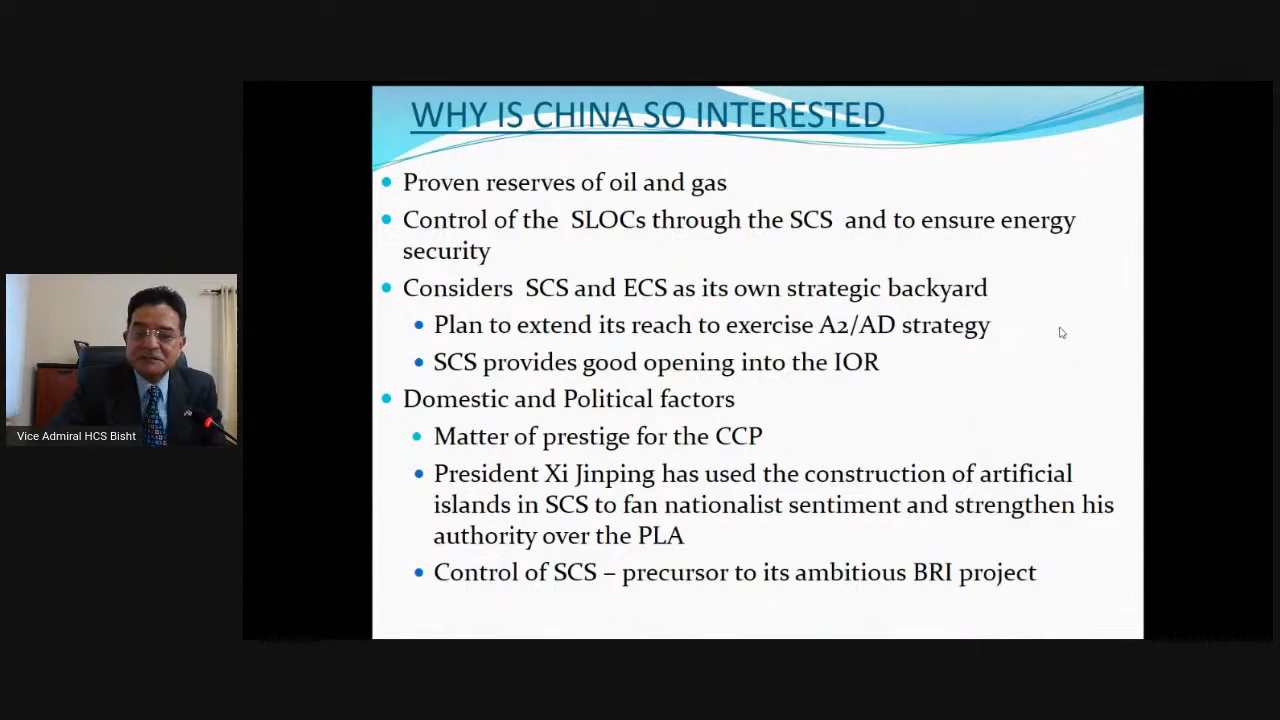 WHY IS CHINA SO INTERESTED
Proven reserves of oil and gas
Control of the SLOCs through the SCS and to ensure energy
security
Considers SCS and ECS as its own strategic backyard
Plan to extend its reach to exercise A2/AD strategy
SCS provides good opening into the IOR
Domestic and Political factors
Matter of prestige for the CCP
President Xi Jinping has used the construction of artificial
islands in SCS to fan nationalist sentiment and strengthen his
authority over the PLA
Control of SCS – precursor to its ambitious BRI project
Vice Admiral HCS Bisht